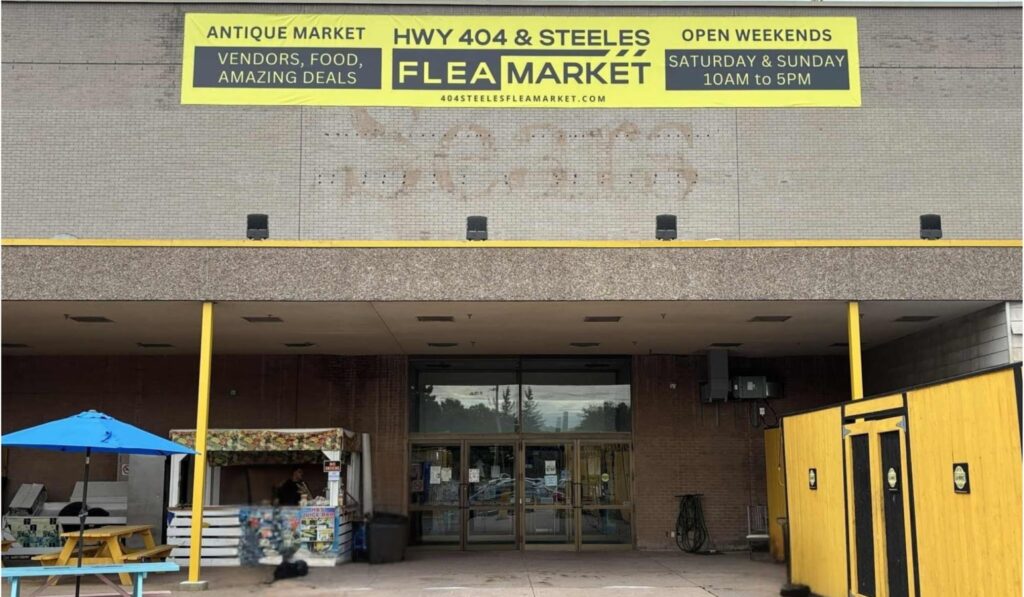 ANTIQUE MARKET
VENDORS, FOOD,
AMAZING DEALS
HWY 404 & STEELES
FLEA MARKET
404STEELESFLEAMARKET.COM
OPEN WEEKENDS
SATURDAY & SUNDAY
10AM to 5PM
Sears